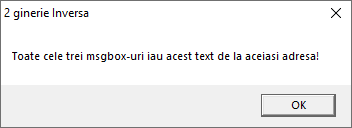 2 ginerie Inversa
Toate cele trei msgbox-uri iau acest text de la aceiasi adresa!
OK